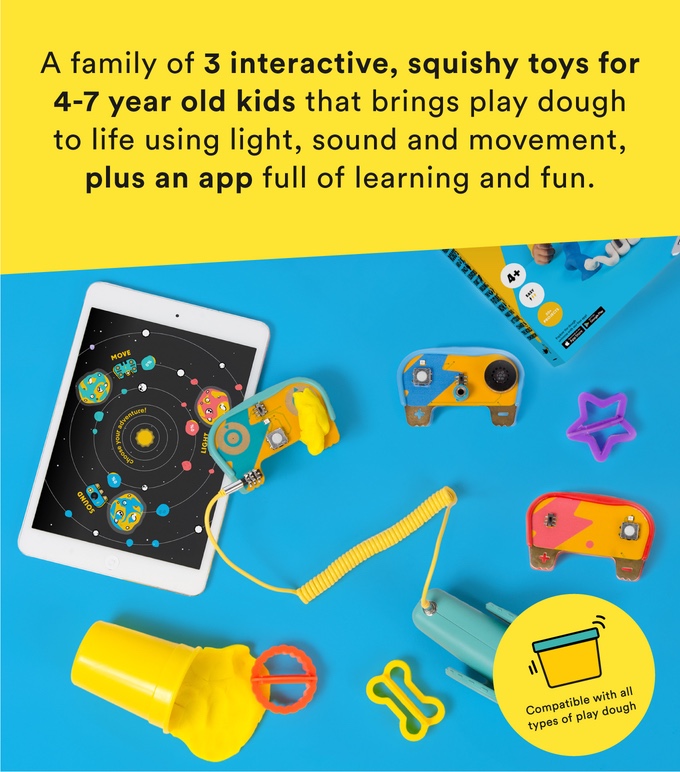 A family of 3 interactive, squishy toys for
4-7 year old kids that brings play dough
to life using light, sound and movement,
plus an app full of learning and fun.
4+
MOVE
choose your adventure!
LIGHT
SOUND
Compatible with all
types of play dough